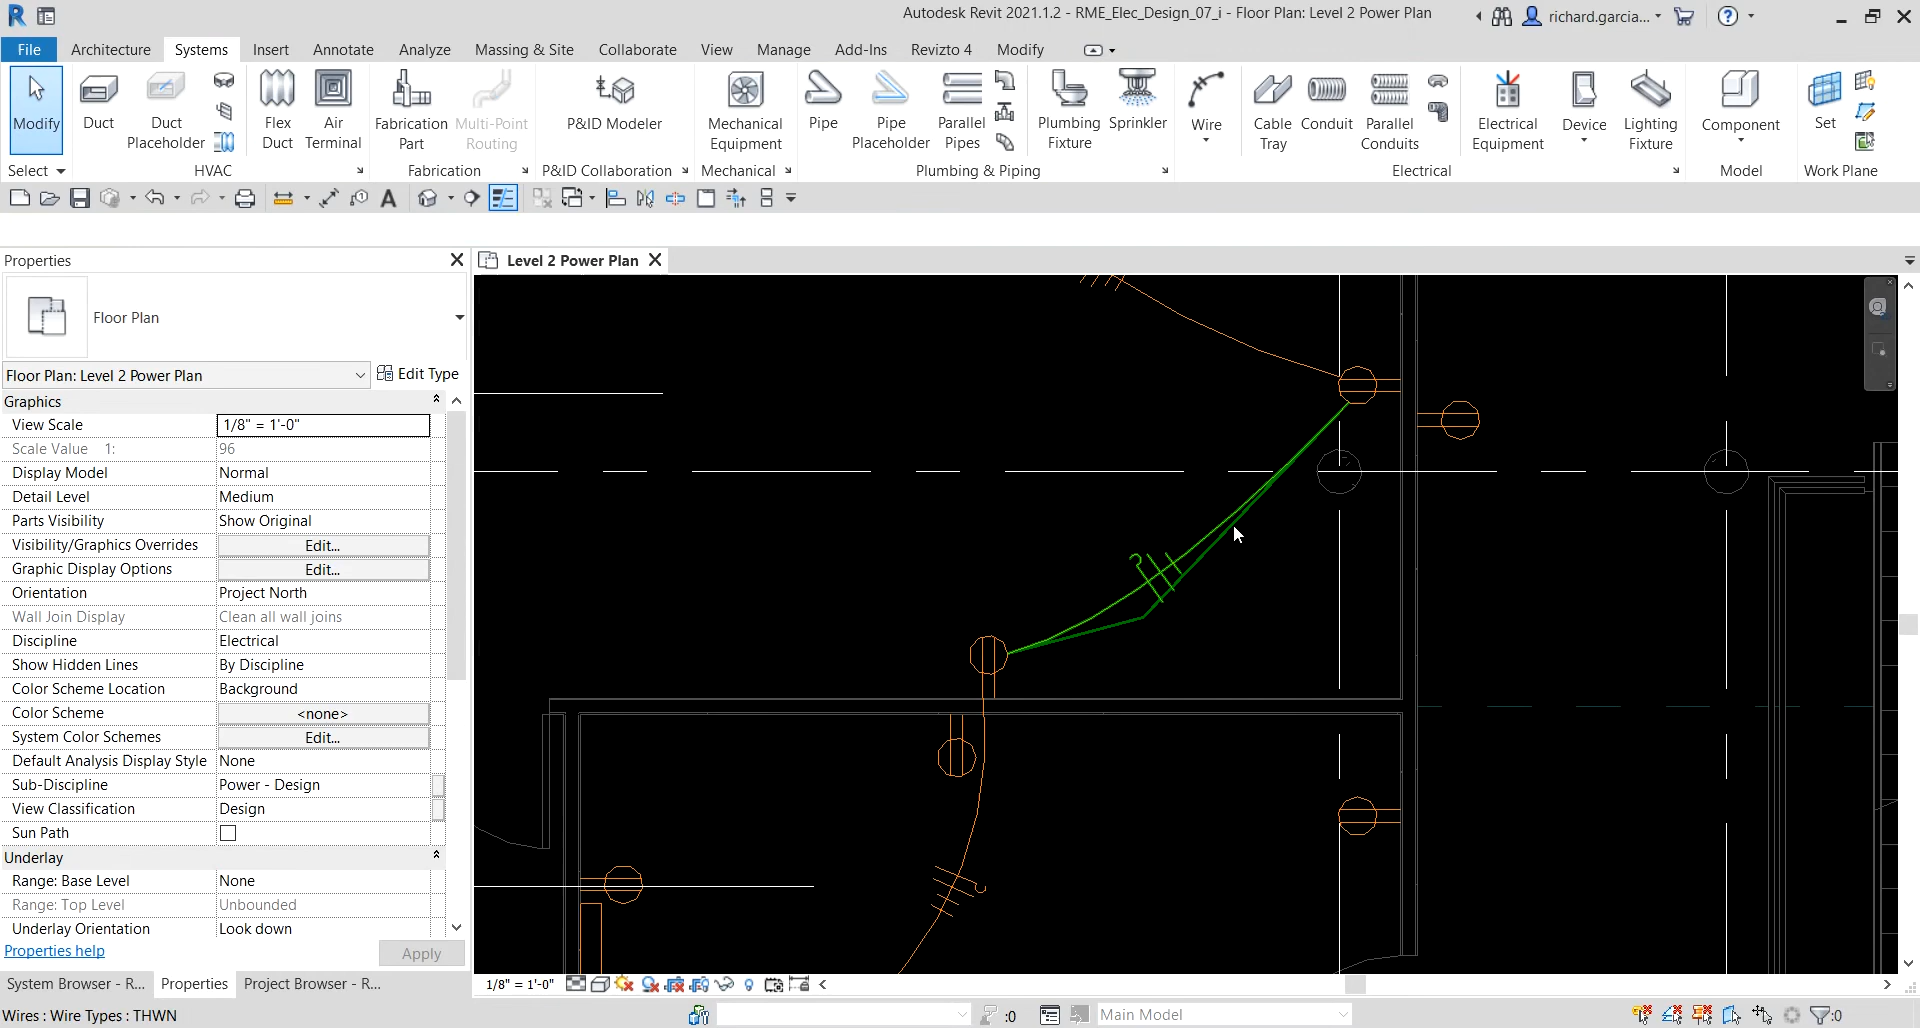 Autodesk Revit 2021.1.2 - RME_Elec_Design_07_i - Floor Plan: Level 2 Power Plan
richard.garcia...
File Architecture Systems Insert Annotate Analyze Massing & Site Collaborate View Manage Add-Ins Revizto 4 Modify
Modify Duct Duct Placeholder Flex Duct Air Terminal Fabrication Part Multi-Point Routing P&ID Modeler Mechanical Equipment Pipe Pipe Placeholder Parallel Pipes Plumbing Fixture Sprinkler Wire Cable Tray Conduit Parallel Conduits Electrical Equipment Device Lighting Fixture Component Set
Select HVAC Fabrication P&ID Collaboration Mechanical Plumbing & Piping Electrical Model Work Plane
Properties
Level 2 Power Plan
Floor Plan
Floor Plan: Level 2 Power Plan Edit Type
Graphics
View Scale 1/8" = 1'-0"
Scale Value 1: 96
Display Model Normal
Detail Level Medium
Parts Visibility Show Original
Visibility/Graphics Overrides Edit...
Graphic Display Options Edit...
Orientation Project North
Wall Join Display Clean all wall joins
Discipline Electrical
Show Hidden Lines By Discipline
Color Scheme Location Background
Color Scheme <none>
System Color Schemes Edit...
Default Analysis Display Style None
Sub-Discipline Power - Design
View Classification Design
Sun Path
Underlay
Range: Base Level None
Range: Top Level Unbounded
Underlay Orientation Look down
Properties help Apply
System Browser - R... Properties Project Browser - R...
1/8" = 1'-0"
Wires : Wire Types : THWN
:0
Main Model
:0